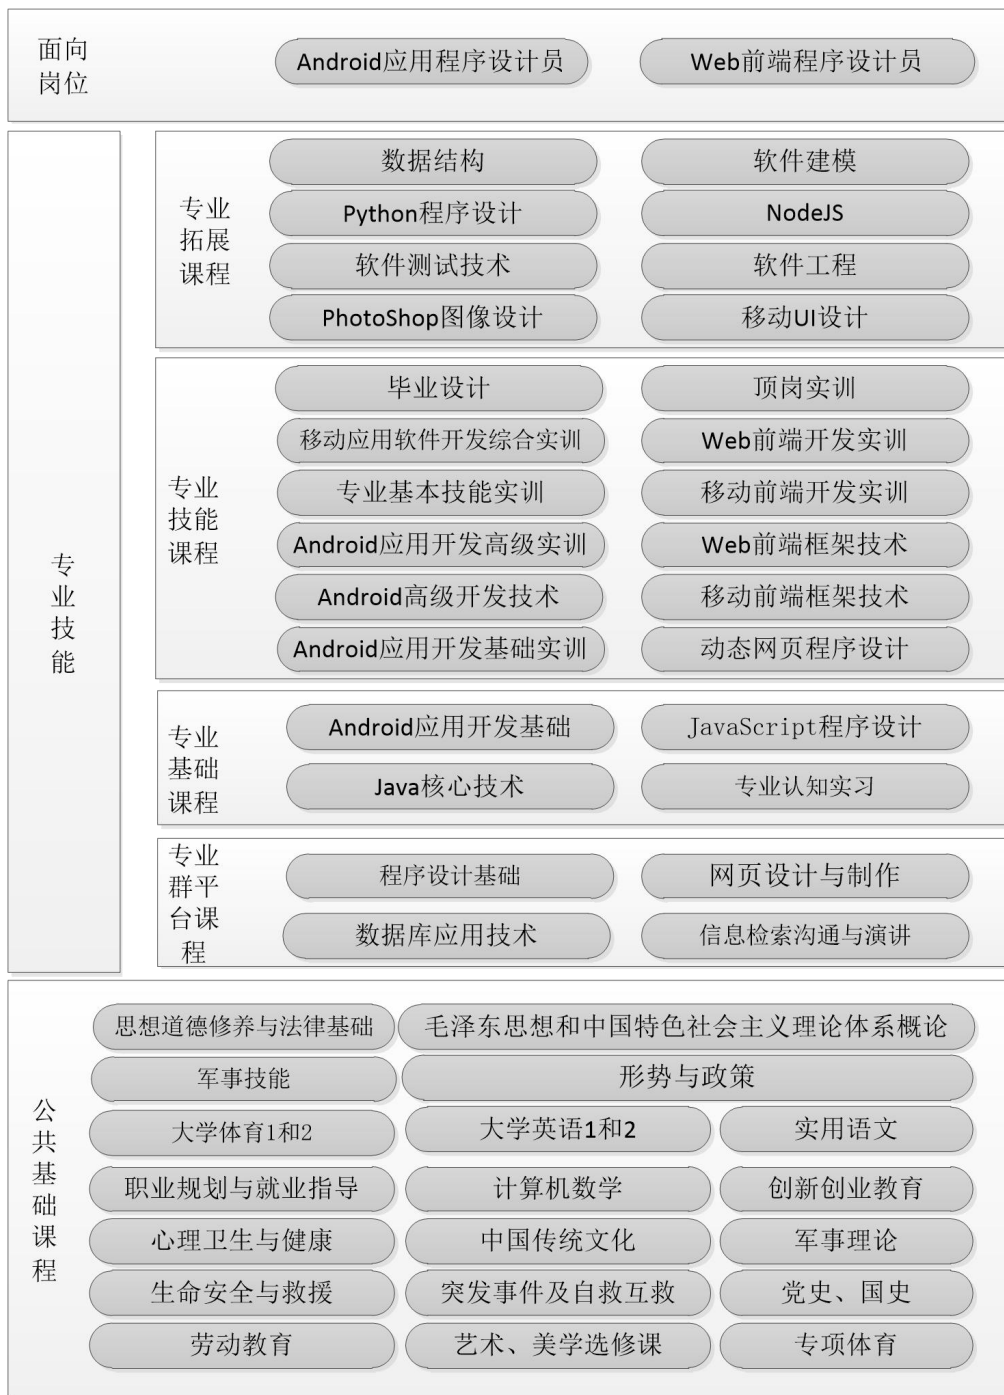 面向
岗位
Android应用程序设计员
Web前端程序设计员
专业技能
专业
拓展
课程
数据结构
软件建模
Python程序设计
NodeJS
软件测试技术
软件工程
PhotoShop图像设计
移动UI设计
专业
技能
课程
毕业设计
顶岗实训
移动应用软件开发综合实训
Web前端开发实训
专业基本技能实训
移动前端开发实训
Android应用开发高级实训
Web前端框架技术
Android高级开发技术
移动前端框架技术
Android应用开发基础实训
动态网页程序设计
专业
基础
课程
Android应用开发基础
JavaScript程序设计
Java核心技术
专业认知实习
专业
群平
台课
程
程序设计基础
网页设计与制作
数据库应用技术
信息检索沟通与演讲
公共基础课程
思想道德修养与法律基础
毛泽东思想和中国特色社会主义理论体系概论
军事技能
形势与政策
大学体育1和2
大学英语1和2
实用语文
职业规划与就业指导
计算机数学
创新创业教育
心理卫生与健康
中国传统文化
军事理论
生命安全与救援
突发事件及自救互救
党史、国史
劳动教育
艺术、美学选修课
专项体育